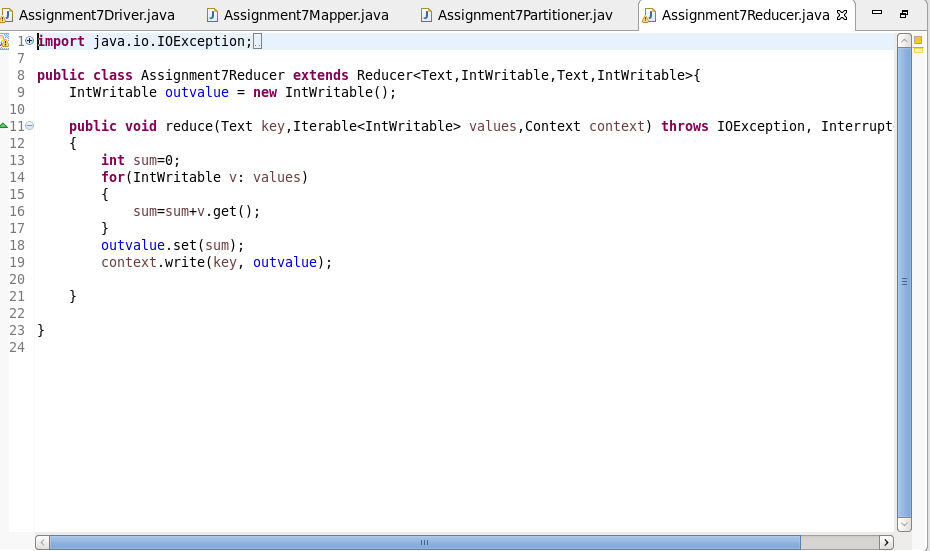 Assignment7Driver.java Assignment7Mapper.java Assignment7Partitioner.jav Assignment7Reducer.java
1 import java.io.IOException;
7
8 public class Assignment7Reducer extends Reducer<Text,IntWritable,Text,IntWritable>{
9 IntWritable outvalue = new IntWritable();
10
11 public void reduce(Text key,Iterable<IntWritable> values,Context context) throws IOException, Interrupt
12 {
13 int sum=0;
14 for(IntWritable v: values)
15 {
16 sum=sum+v.get();
17 }
18 outvalue.set(sum);
19 context.write(key, outvalue);
20
21 }
22
23 }
24